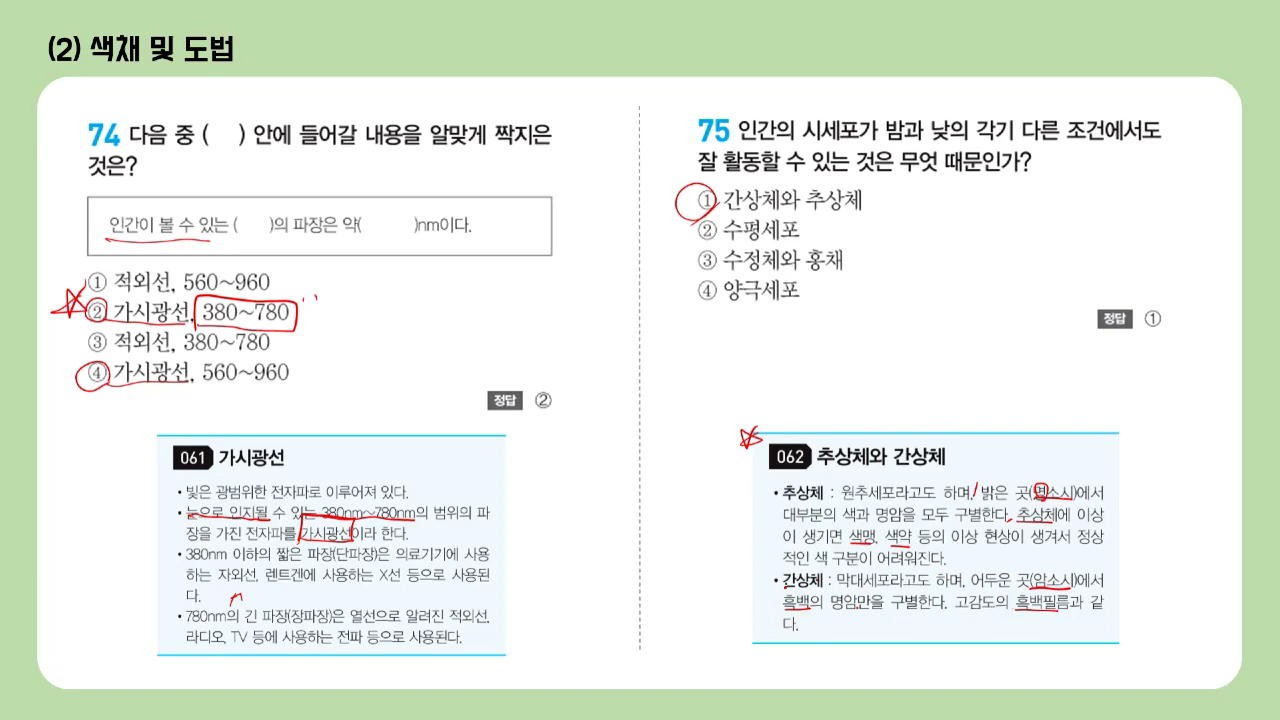 (2) 색채 및 도법
74 다음 중 (    ) 안에 들어갈 내용을 알맞게 짝지은
것은?
인간이 볼 수 있는 (    )의 파장은 약(    )nm이다.
① 적외선, 560~960
② 가시광선, 380~780
③ 적외선, 380~780
④ 가시광선, 560~960
정답 ②
061 가시광선
• 빛은 광범위한 전자파로 이루어져 있다.
• 눈으로 인지될 수 있는 380nm~780nm의 범위의 파
장을 가진 전자파를 가시광선이라 한다.
• 380nm 이하의 짧은 파장(단파장)은 의료기기에 사용
하는 자외선, 렌트겐에 사용하는 X선 등으로 사용된
다.
• 780nm의 긴 파장(장파장)은 열선으로 알려진 적외선,
라디오, TV 등에 사용하는 전파 등으로 사용된다.
75 인간의 시세포가 밤과 낮의 각기 다른 조건에서도
잘 활동할 수 있는 것은 무엇 때문인가?
① 간상체와 추상체
② 수평세포
③ 수정체와 홍채
④ 양극세포
정답 ①
062 추상체와 간상체
• 추상체 : 원추세포라고도 하며, 밝은 곳(명소시)에서
대부분의 색과 명암을 모두 구별한다. 추상체에 이상
이 생기면 색맹, 색약 등의 이상 현상이 생겨서 정상
적인 색 구분이 어려워진다.
• 간상체 : 막대세포라고도 하며, 어두운 곳(암소시)에서
흑백의 명암만을 구별한다. 고감도의 흑백필름과 같
다.